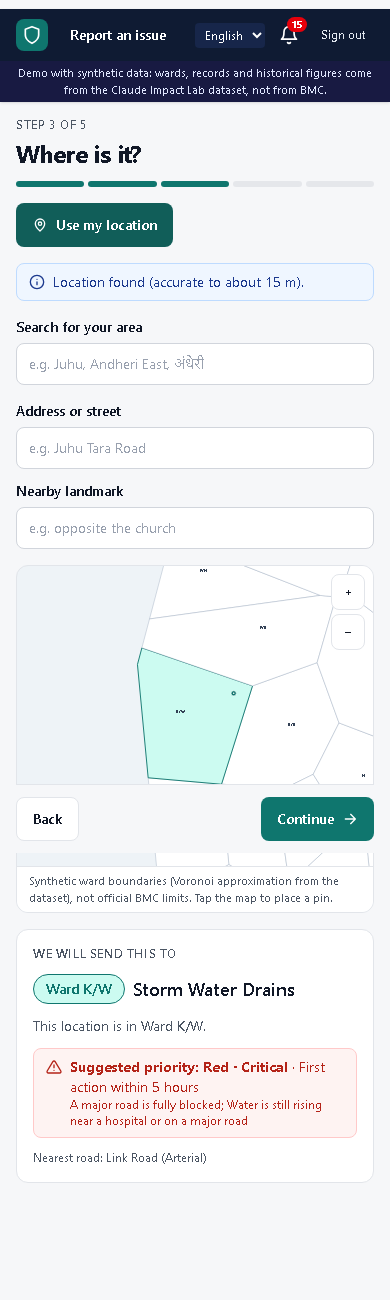 Report an issue
English
15
Sign out
Demo with synthetic data: wards, records and historical figures come
from the Claude Impact Lab dataset, not from BMC.
STEP 3 OF 5
Where is it?
Use my location
Location found (accurate to about 15 m).
Search for your area
e.g. Juhu, Andheri East, अंधेरी
Address or street
e.g. Juhu Tara Road
Nearby landmark
e.g. opposite the church
+
−
K/W
Back
Continue
Synthetic ward boundaries (Voronoi approximation from the
dataset), not official BMC limits. Tap the map to place a pin.
WE WILL SEND THIS TO
Ward K/W
Storm Water Drains
This location is in Ward K/W.
Suggested priority: Red - Critical · First
action within 5 hours
A major road is fully blocked; Water is still rising
near a hospital or on a major road
Nearest road: Link Road (Arterial)